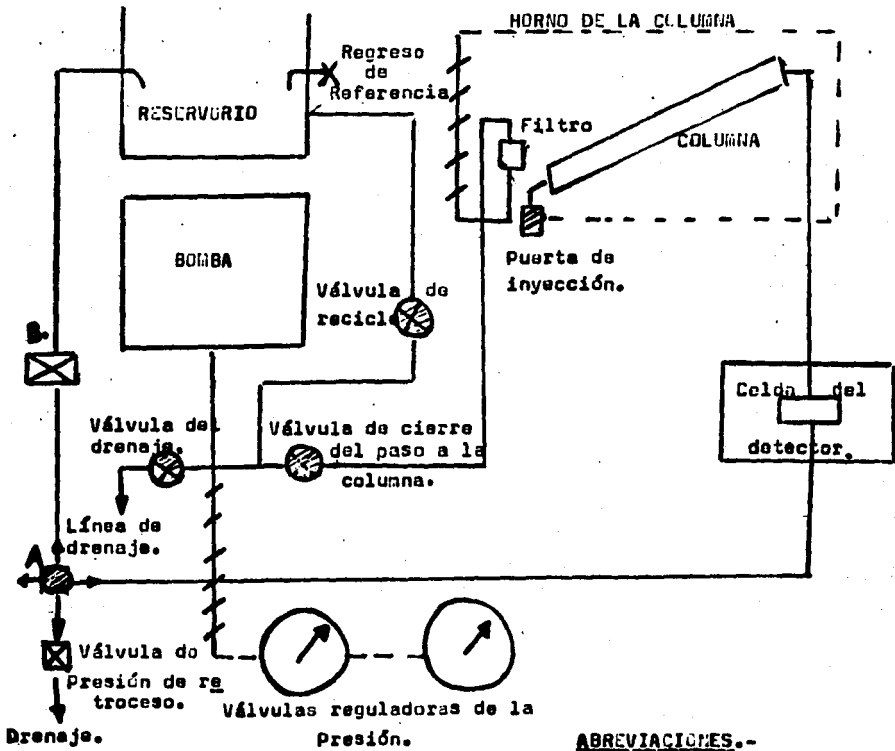 HORNO DE LA COLUMNA
Regreso
de
Referencia
RESERVORIO
Filtro
COLUMNA
BOMBA
Puerta de
inyección.
Válvula de
recicle
B.
Celda del
detector.
Válvula del
drenaje.
Válvula de cierre
del paso a la
columna.
Línea de
drenaje.
A
Válvula de
Presión de re
troceso.
Válvulas reguladoras de la
Presión.
Drenaje.
ABREVIACIONES.-